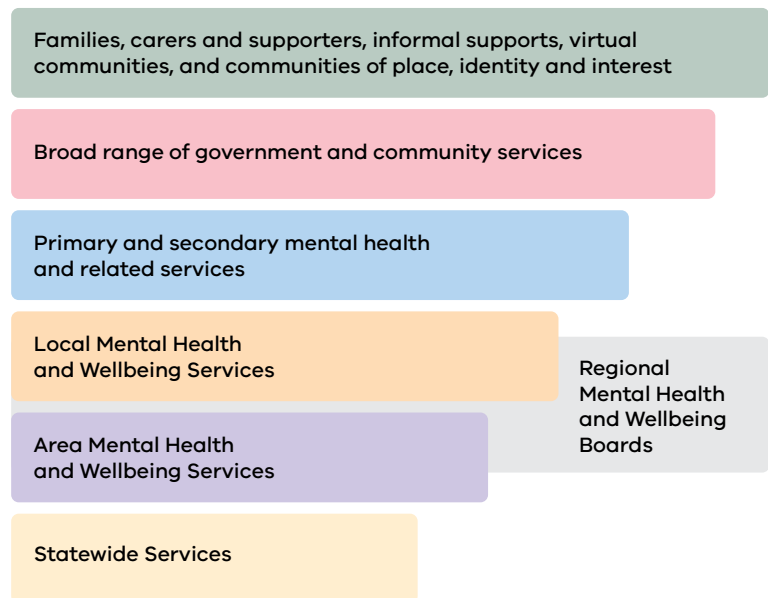 Families, carers and supporters, informal supports, virtual
communities, and communities of place, identity and interest
Broad range of government and community services
Primary and secondary mental health
and related services
Local Mental Health
and Wellbeing Services
Regional
Mental Health
and Wellbeing
Boards
Area Mental Health
and Wellbeing Services
Statewide Services